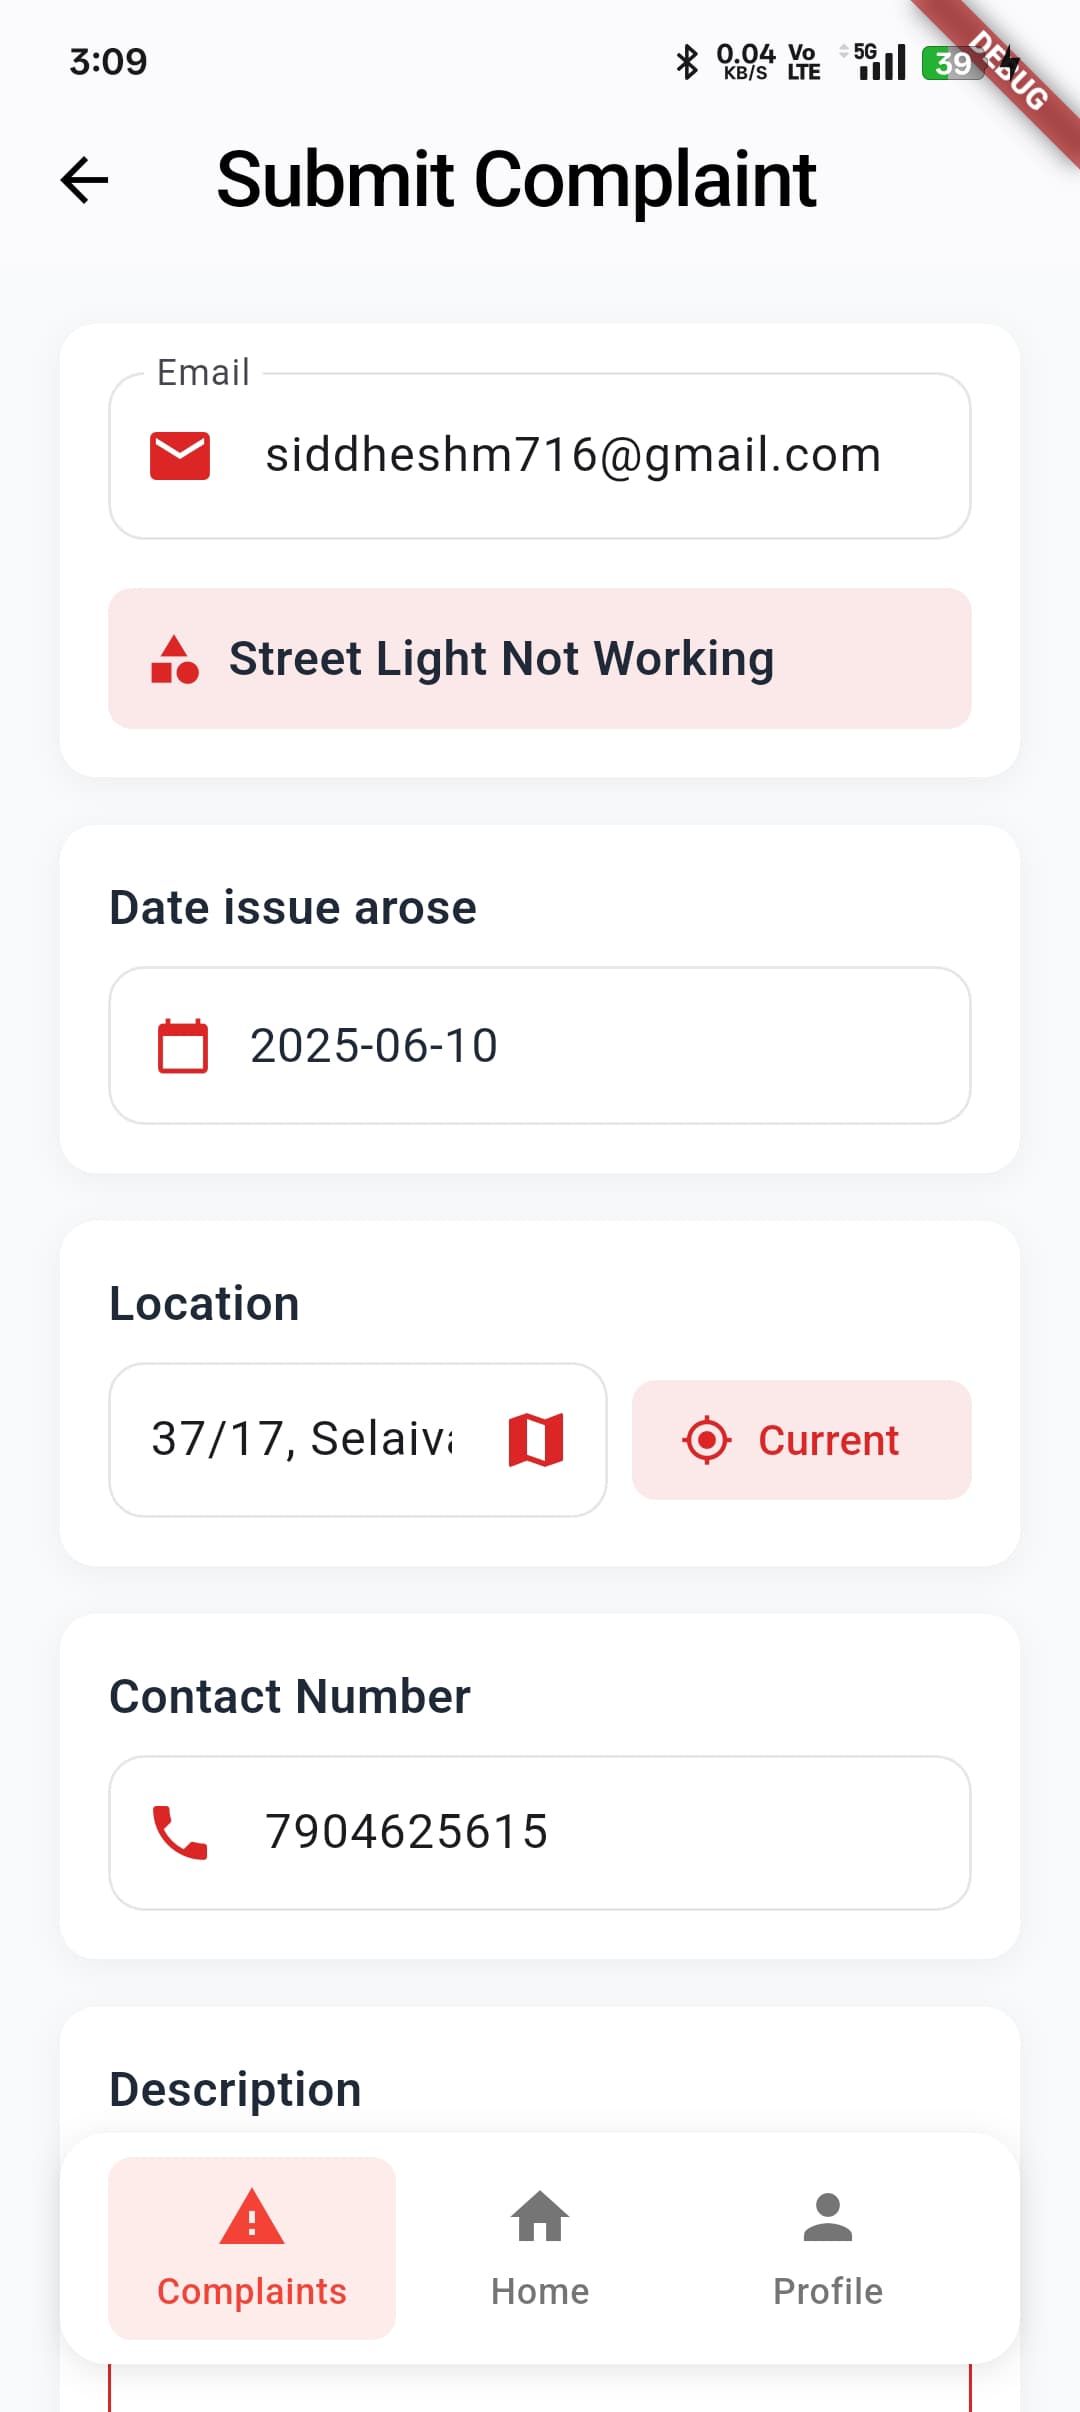 3:09
0.04 KB/S Vo LTE 5G 39
DEBUG
Submit Complaint
Email
siddheshm716@gmail.com
Street Light Not Working
Date issue arose
2025-06-10
Location
37/17, Selaiv
Current
Contact Number
7904625615
Description
Complaints
Home
Profile